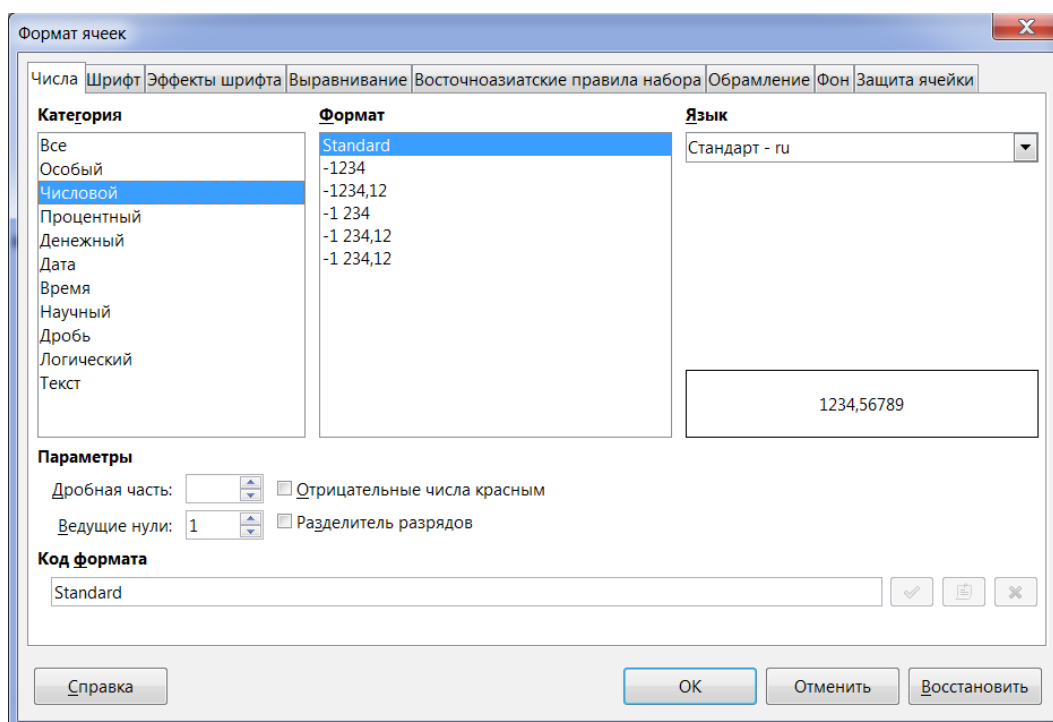 Формат ячеек
Числа Шрифт Эффекты шрифта Выравнивание Восточноазиатские правила набора Обрамление Фон Защита ячейки
Категория
Все
Особый
Числовой
Процентный
Денежный
Дата
Время
Научный
Дробь
Логический
Текст
Формат
Standard
-1234
-1234,12
-1 234
-1 234,12
-1 234,12
Язык
Стандарт - ru
1234,56789
Параметры
Дробная часть:
Отрицательные числа красным
Ведущие нули: 1
Разделитель разрядов
Код формата
Standard
Справка
ОК
Отменить
Восстановить